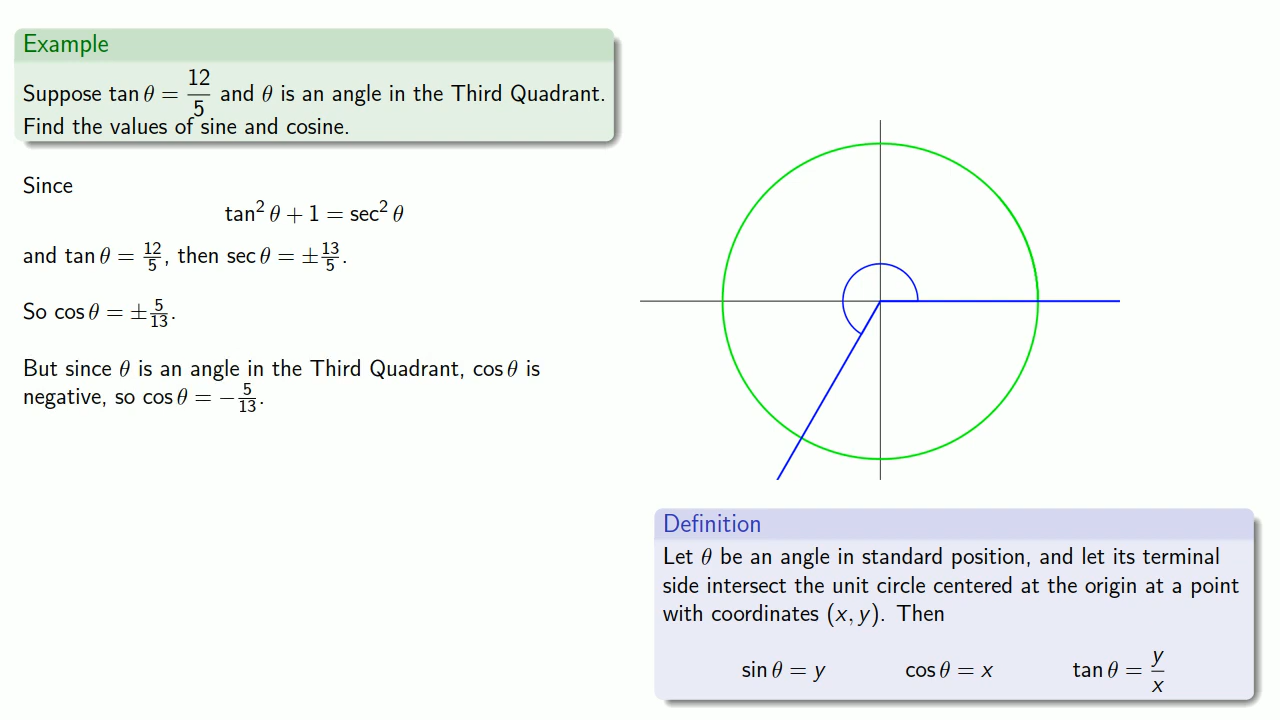 Example
Suppose tan θ = 12/5 and θ is an angle in the Third Quadrant.
Find the values of sine and cosine.
Since
tan² θ + 1 = sec² θ
and tan θ = 12/5, then sec θ = ±13/5.
So cos θ = ±5/13.
But since θ is an angle in the Third Quadrant, cos θ is
negative, so cos θ = −5/13.
Definition
Let θ be an angle in standard position, and let its terminal
side intersect the unit circle centered at the origin at a point
with coordinates (x, y). Then
sin θ = y cos θ = x tan θ = y/x